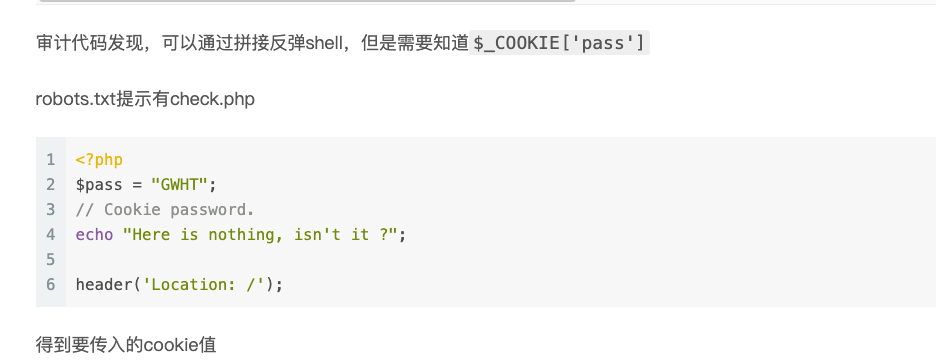 审计代码发现，可以通过拼接反弹shell，但是需要知道$_COOKIE['pass']
robots.txt提示有check.php
1 <?php
2 $pass = "GWHT";
3 // Cookie password.
4 echo "Here is nothing, isn't it ?";
5
6 header('Location: /');
得到要传入的cookie值